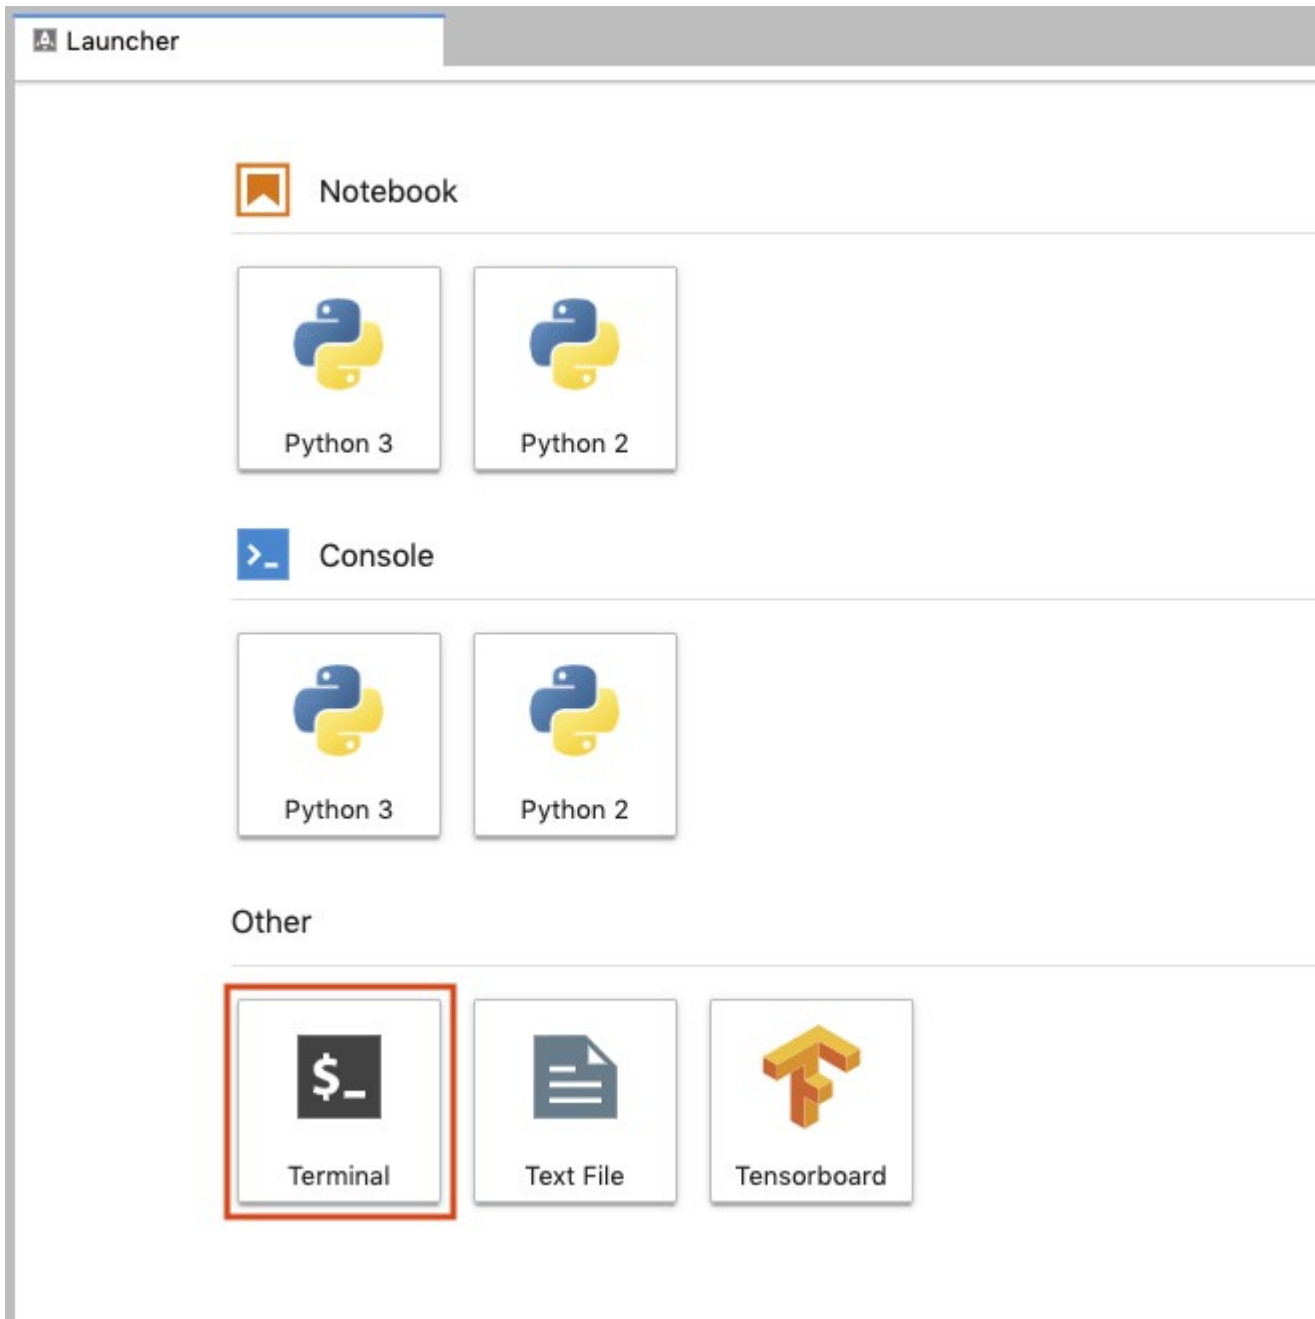 Launcher
Notebook
Python 3 Python 2
Console
Python 3 Python 2
Other
$_
Terminal Text File Tensorboard